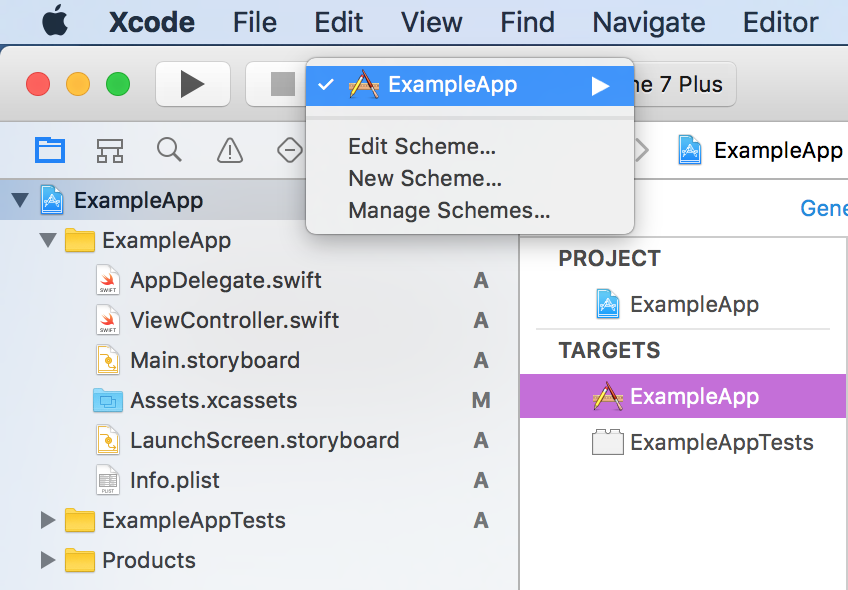 Xcode File Edit View Find Navigate Editor
ExampleApp
7 Plus
Edit Scheme...
New Scheme...
Manage Schemes...
ExampleApp
ExampleApp
ExampleApp
AppDelegate.swift A
ViewController.swift A
Main.storyboard A
Assets.xcassets M
LaunchScreen.storyboard A
Info.plist A
ExampleAppTests A
Products
Gene
PROJECT
ExampleApp
TARGETS
ExampleApp
ExampleAppTests